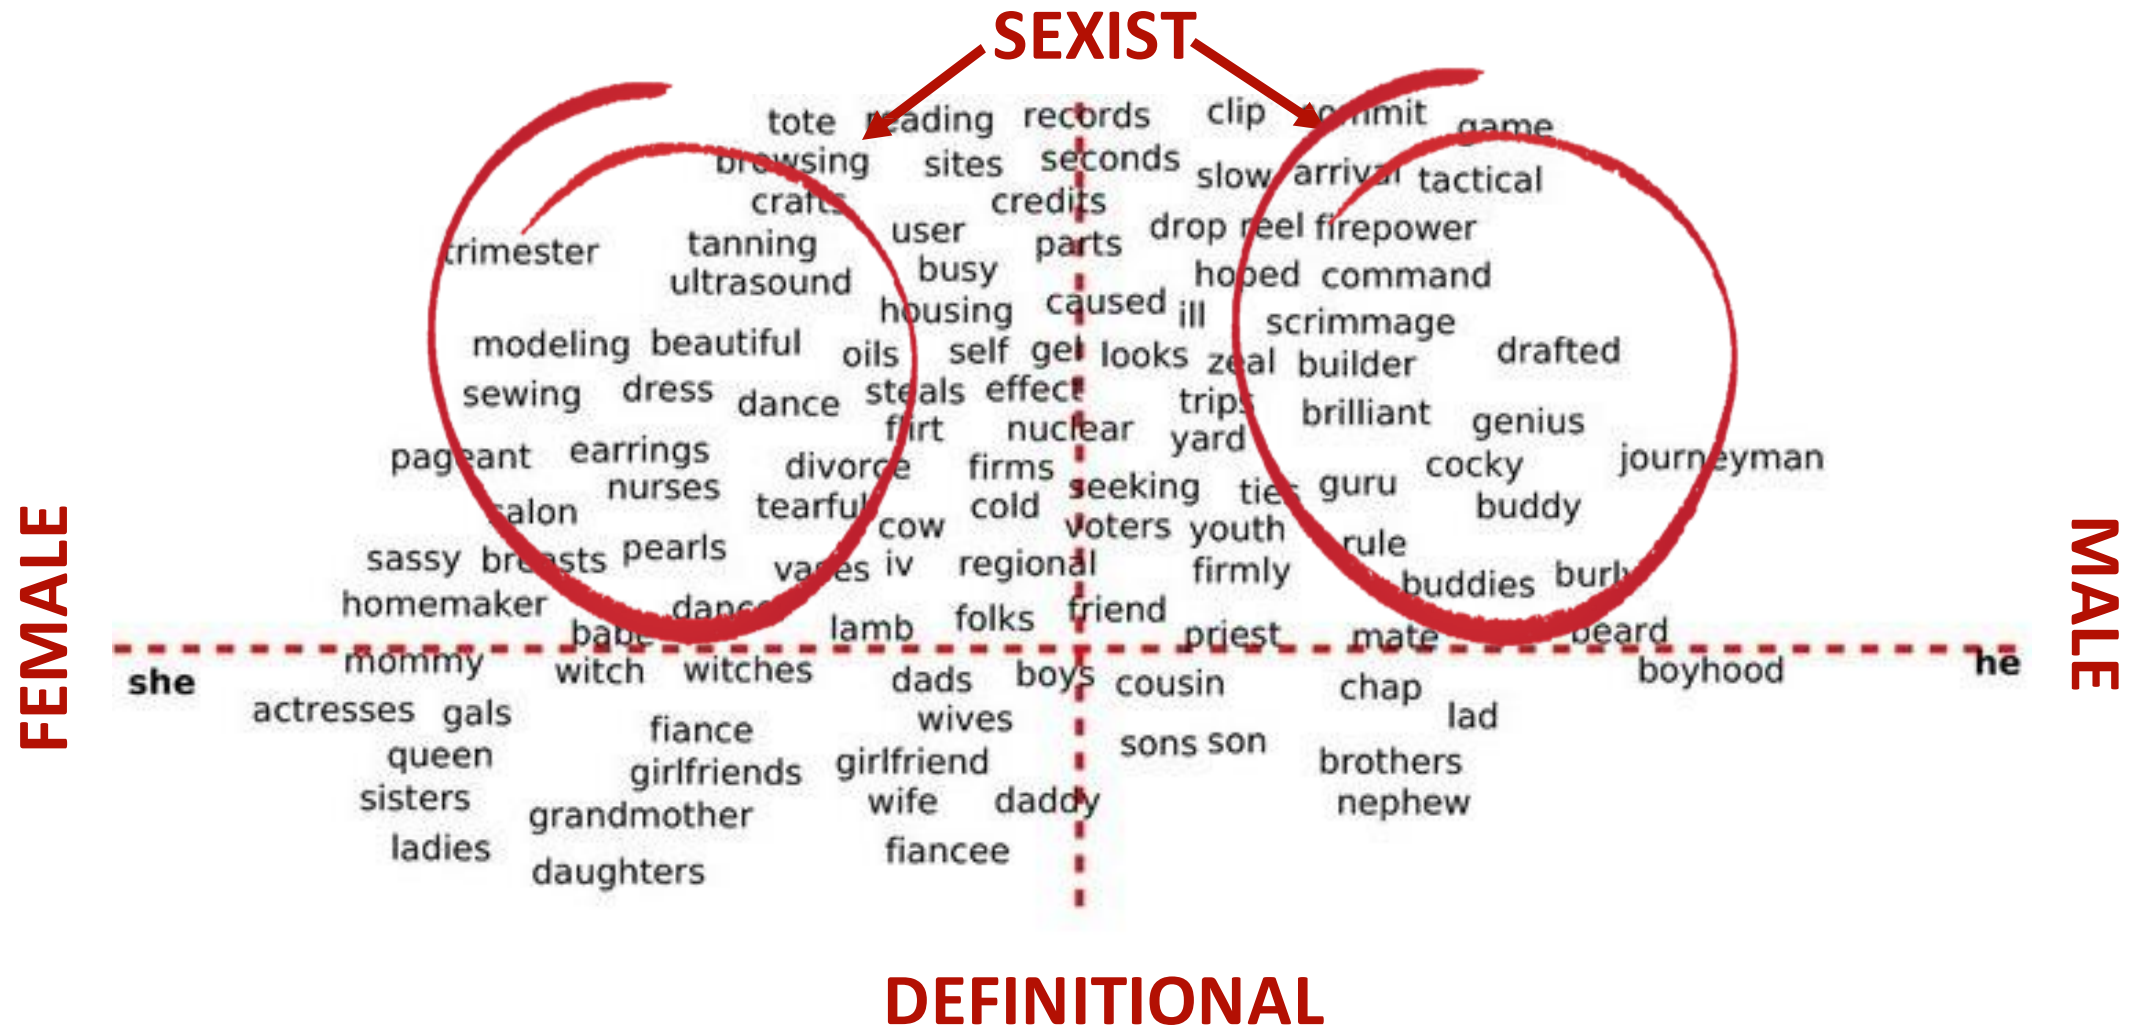 SEXIST
tote reading records clip commit game
browsing sites seconds slow arrival tactical
crafts credits
trimester tanning user parts drop reel firepower
ultrasound busy hoped command
housing caused ill scrimmage
modeling beautiful oils self gel looks zeal builder drafted
sewing dress dance steals effect trips brilliant genius
flirt nuclear yard
pageant earrings divorce firms cocky journeyman
nurses seeking ties guru
salon tearful cold buddy
cow voters youth rule
sassy breasts pearls vases iv regional firmly buddies burly
homemaker dance folks friend
babe lamb priest mate beard
mommy witch witches dads boys cousin chap boyhood he
she
actresses gals fiance wives sons son lad
queen girlfriends girlfriend brothers
sisters grandmother wife daddy nephew
ladies daughters fiancee
FEMALE
MALE
DEFINITIONAL